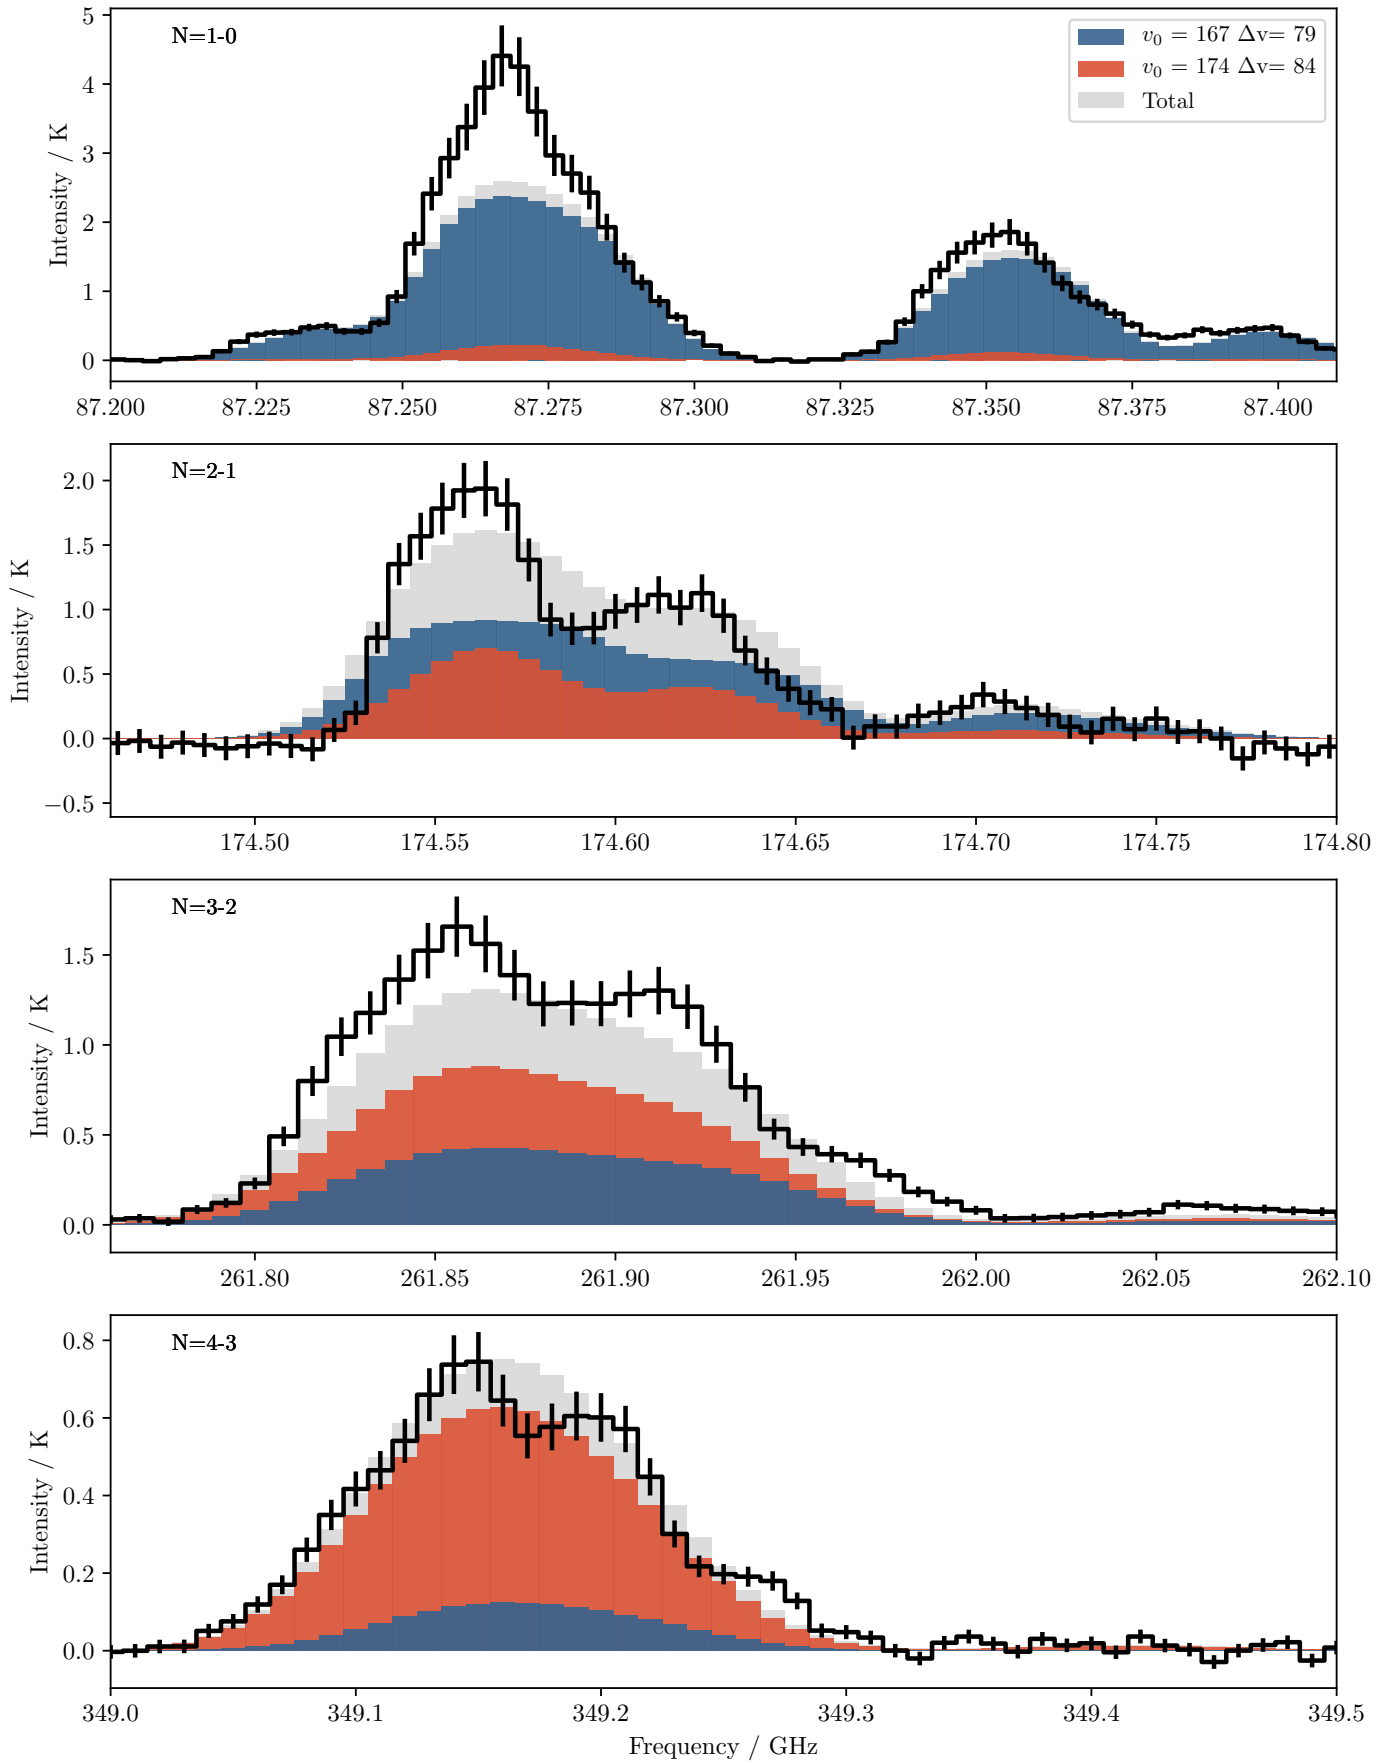 N=1-0
v₀ = 167 Δv= 79
v₀ = 174 Δv= 84
Total
Intensity / K
5
4
3
2
1
0
87.200 87.225 87.250 87.275 87.300 87.325 87.350 87.375 87.400
N=2-1
Intensity / K
2.0
1.5
1.0
0.5
0.0
−0.5
174.50 174.55 174.60 174.65 174.70 174.75 174.80
N=3-2
Intensity / K
1.5
1.0
0.5
0.0
261.80 261.85 261.90 261.95 262.00 262.05 262.10
N=4-3
Intensity / K
0.8
0.6
0.4
0.2
0.0
349.0 349.1 349.2 349.3 349.4 349.5
Frequency / GHz